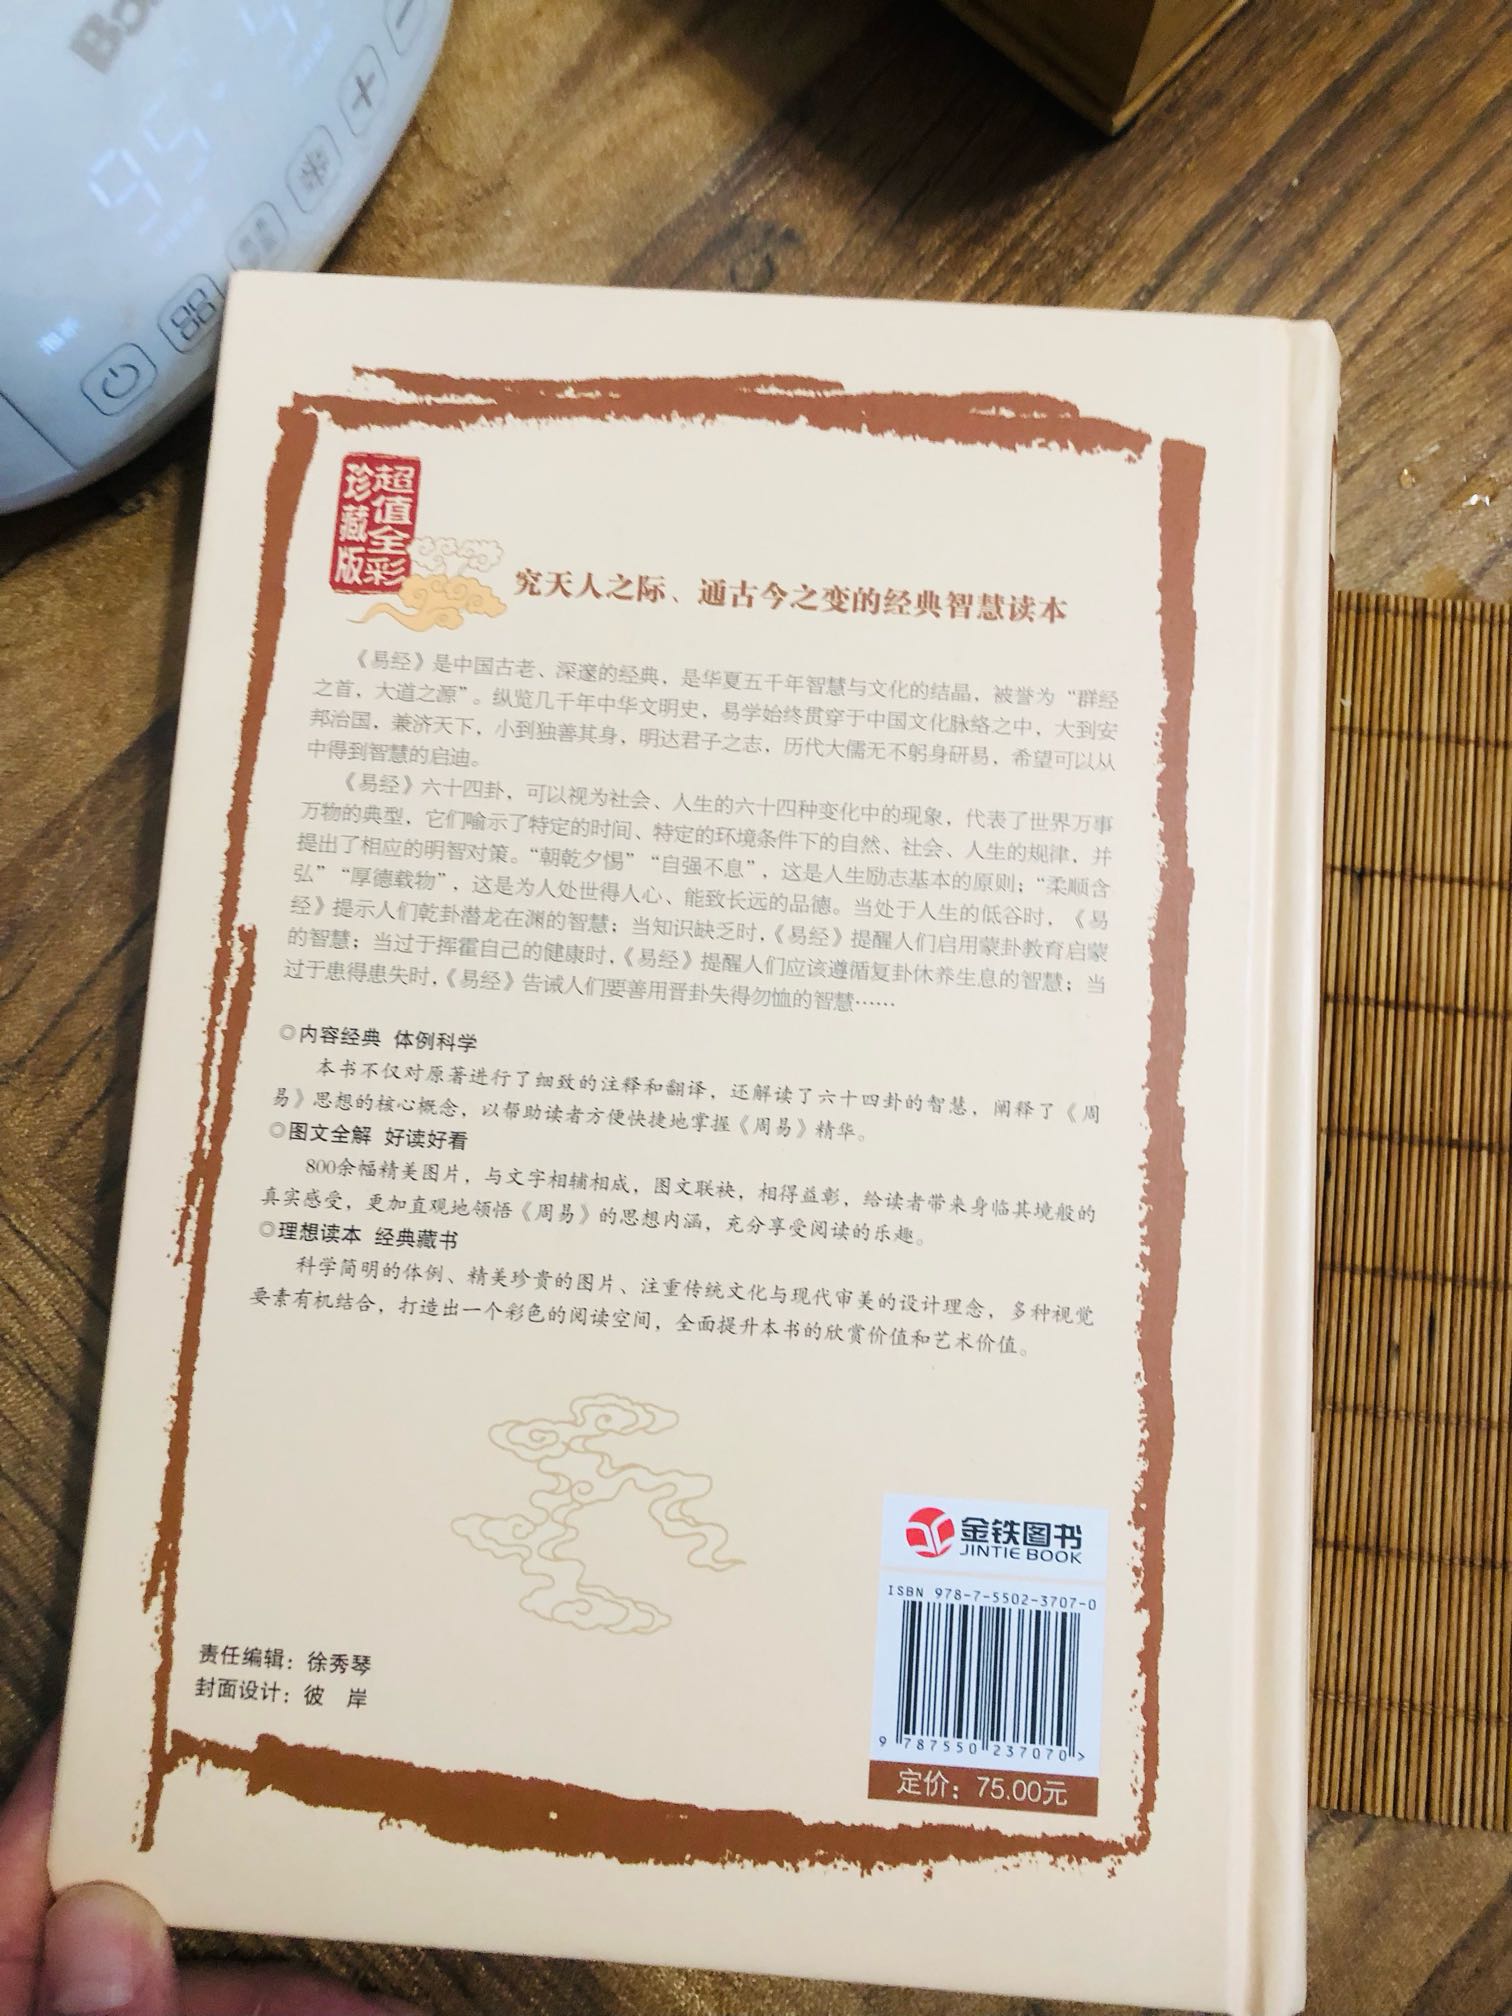 95
超值全彩
珍藏版
究天人之际、通古今之变的经典智慧读本
《易经》是中国古老、深邃的经典，是华夏五千年智慧与文化的结晶，被誉为“群经
之首，大道之源”。纵览几千年中华文明史，易学始终贯穿于中国文化脉络之中，大到安
邦治国，兼济天下，小到独善其身，明达君子之志，历代大儒无不躬身研易，希望可以从
中得到智慧的启迪。
《易经》六十四卦，可以视为社会、人生的六十四种变化中的现象，代表了世界万事
万物的典型，它们喻示了特定的时间、特定的环境条件下的自然、社会、人生的规律，并
提出了相应的明智对策。“朝乾夕惕”“自强不息”，这是人生励志基本的原则；“柔顺含
弘”“厚德载物”，这是为人处世得人心、能致长远的品德。当处于人生的低谷时，《易
经》提示人们乾卦潜龙在渊的智慧；当知识缺乏时，《易经》提醒人们启用蒙卦教育启蒙
的智慧；当过于挥霍自己的健康时，《易经》提醒人们应该遵循复卦休养生息的智慧；当
过于患得患失时，《易经》告诫人们要善用晋卦失得勿恤的智慧……
◎内容经典 体例科学
本书不仅对原著进行了细致的注释和翻译，还解读了六十四卦的智慧，阐释了《周
易》思想的核心概念，以帮助读者方便快捷地掌握《周易》精华。
◎图文全解 好读好看
800余幅精美图片，与文字相辅相成，图文联袂，相得益彰，给读者带来身临其境般的
真实感受，更加直观地领悟《周易》的思想内涵，充分享受阅读的乐趣。
◎理想读本 经典藏书
科学简明的体例、精美珍贵的图片、注重传统文化与现代审美的设计理念，多种视觉
要素有机结合，打造出一个彩色的阅读空间，全面提升本书的欣赏价值和艺术价值。
金铁图书
JINTIE BOOK
ISBN 978-7-5502-3707-0
9 787550 237070>
定价：75.00元
责任编辑：徐秀琴
封面设计：彼 岸